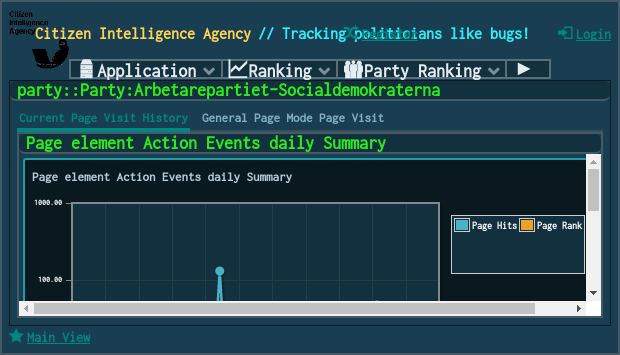 Citizen
Intelligence
Agency
Citizen Intelligence Agency // Tracking politicians like bugs!
Login
Application
Ranking
Party Ranking
party::Party:Arbetarepartiet-Socialdemokraterna
Current Page Visit History
General Page Mode Page Visit
Page element Action Events daily Summary
Page element Action Events daily Summary
1000.00
100.00
Page Hits
Page Rank
Main View